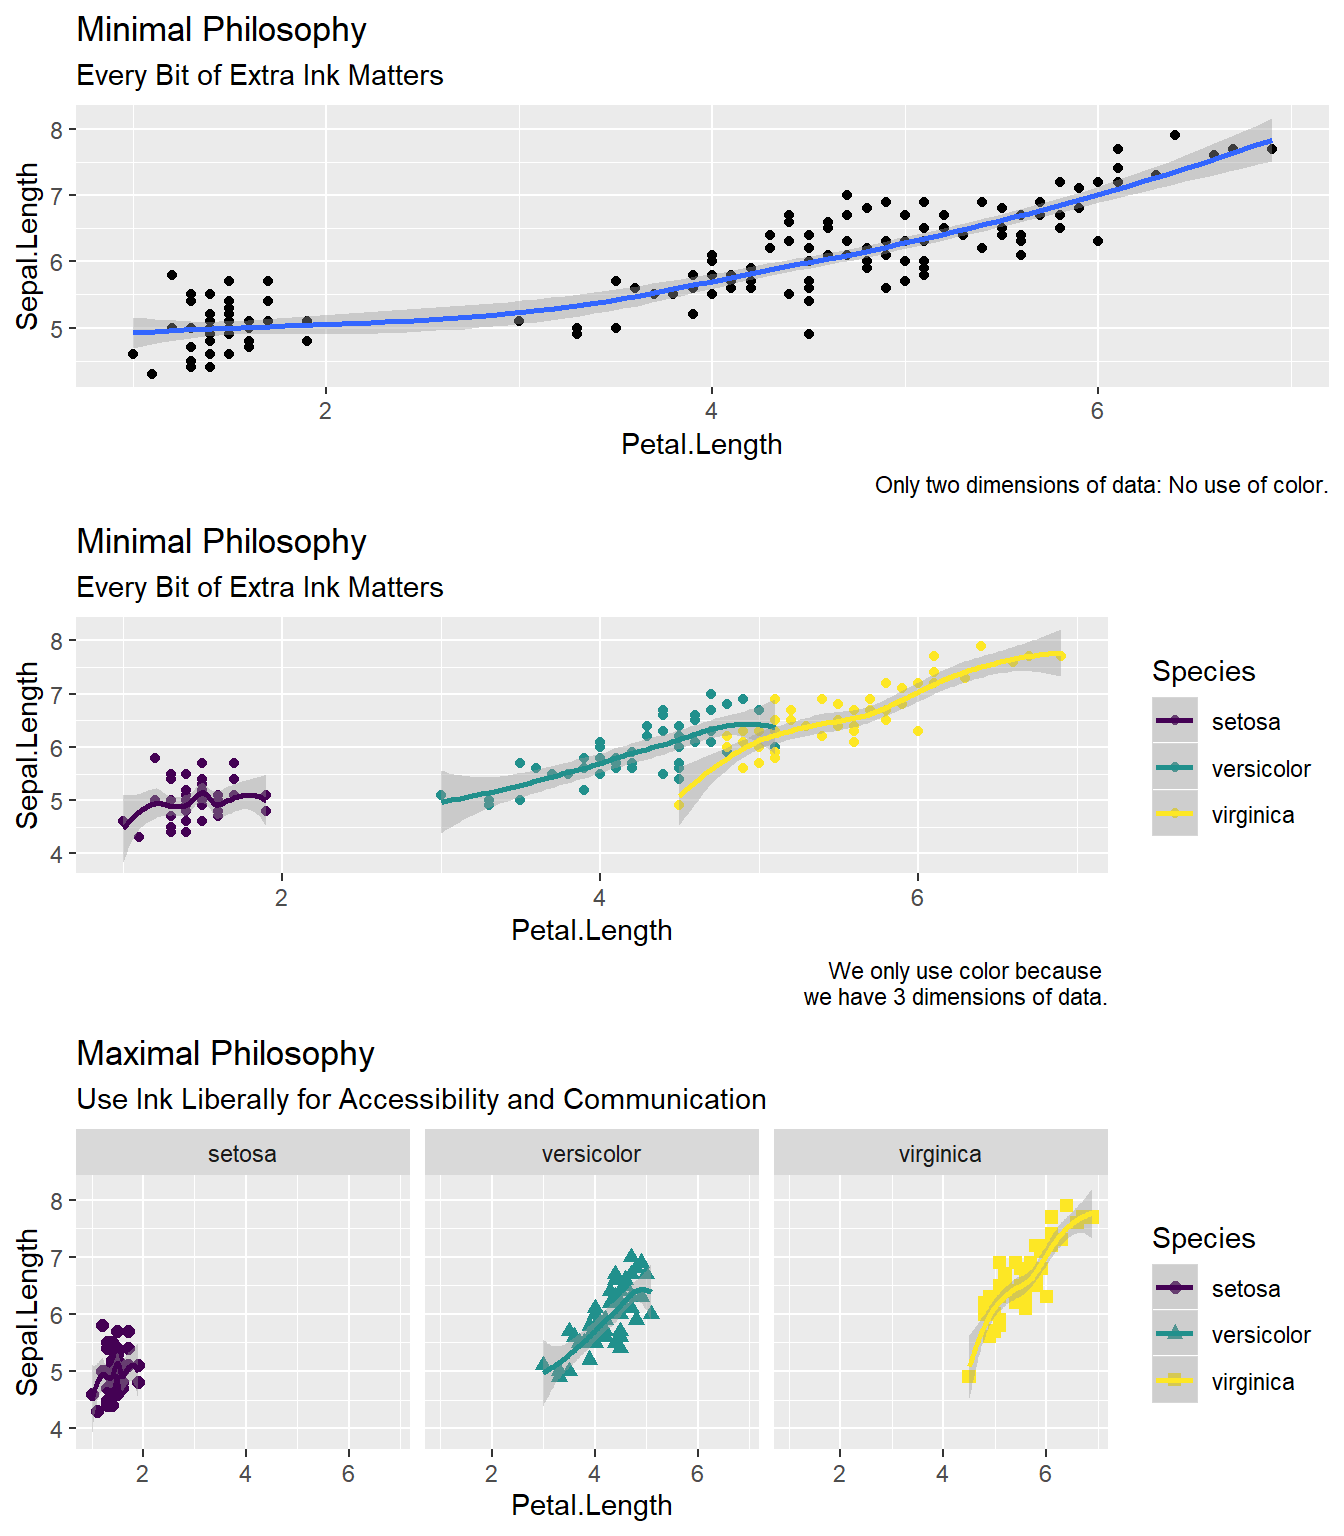 Minimal Philosophy
Every Bit of Extra Ink Matters
Sepal.Length
8
7
6
5
2 4 6
Petal.Length
Only two dimensions of data: No use of color.
Minimal Philosophy
Every Bit of Extra Ink Matters
Sepal.Length
8
7
6
5
4
2 4 6
Petal.Length
Species
setosa
versicolor
virginica
We only use color because
we have 3 dimensions of data.
Maximal Philosophy
Use Ink Liberally for Accessibility and Communication
setosa versicolor virginica
Sepal.Length
8
7
6
5
4
2 4 6 2 4 6 2 4 6
Petal.Length
Species
setosa
versicolor
virginica